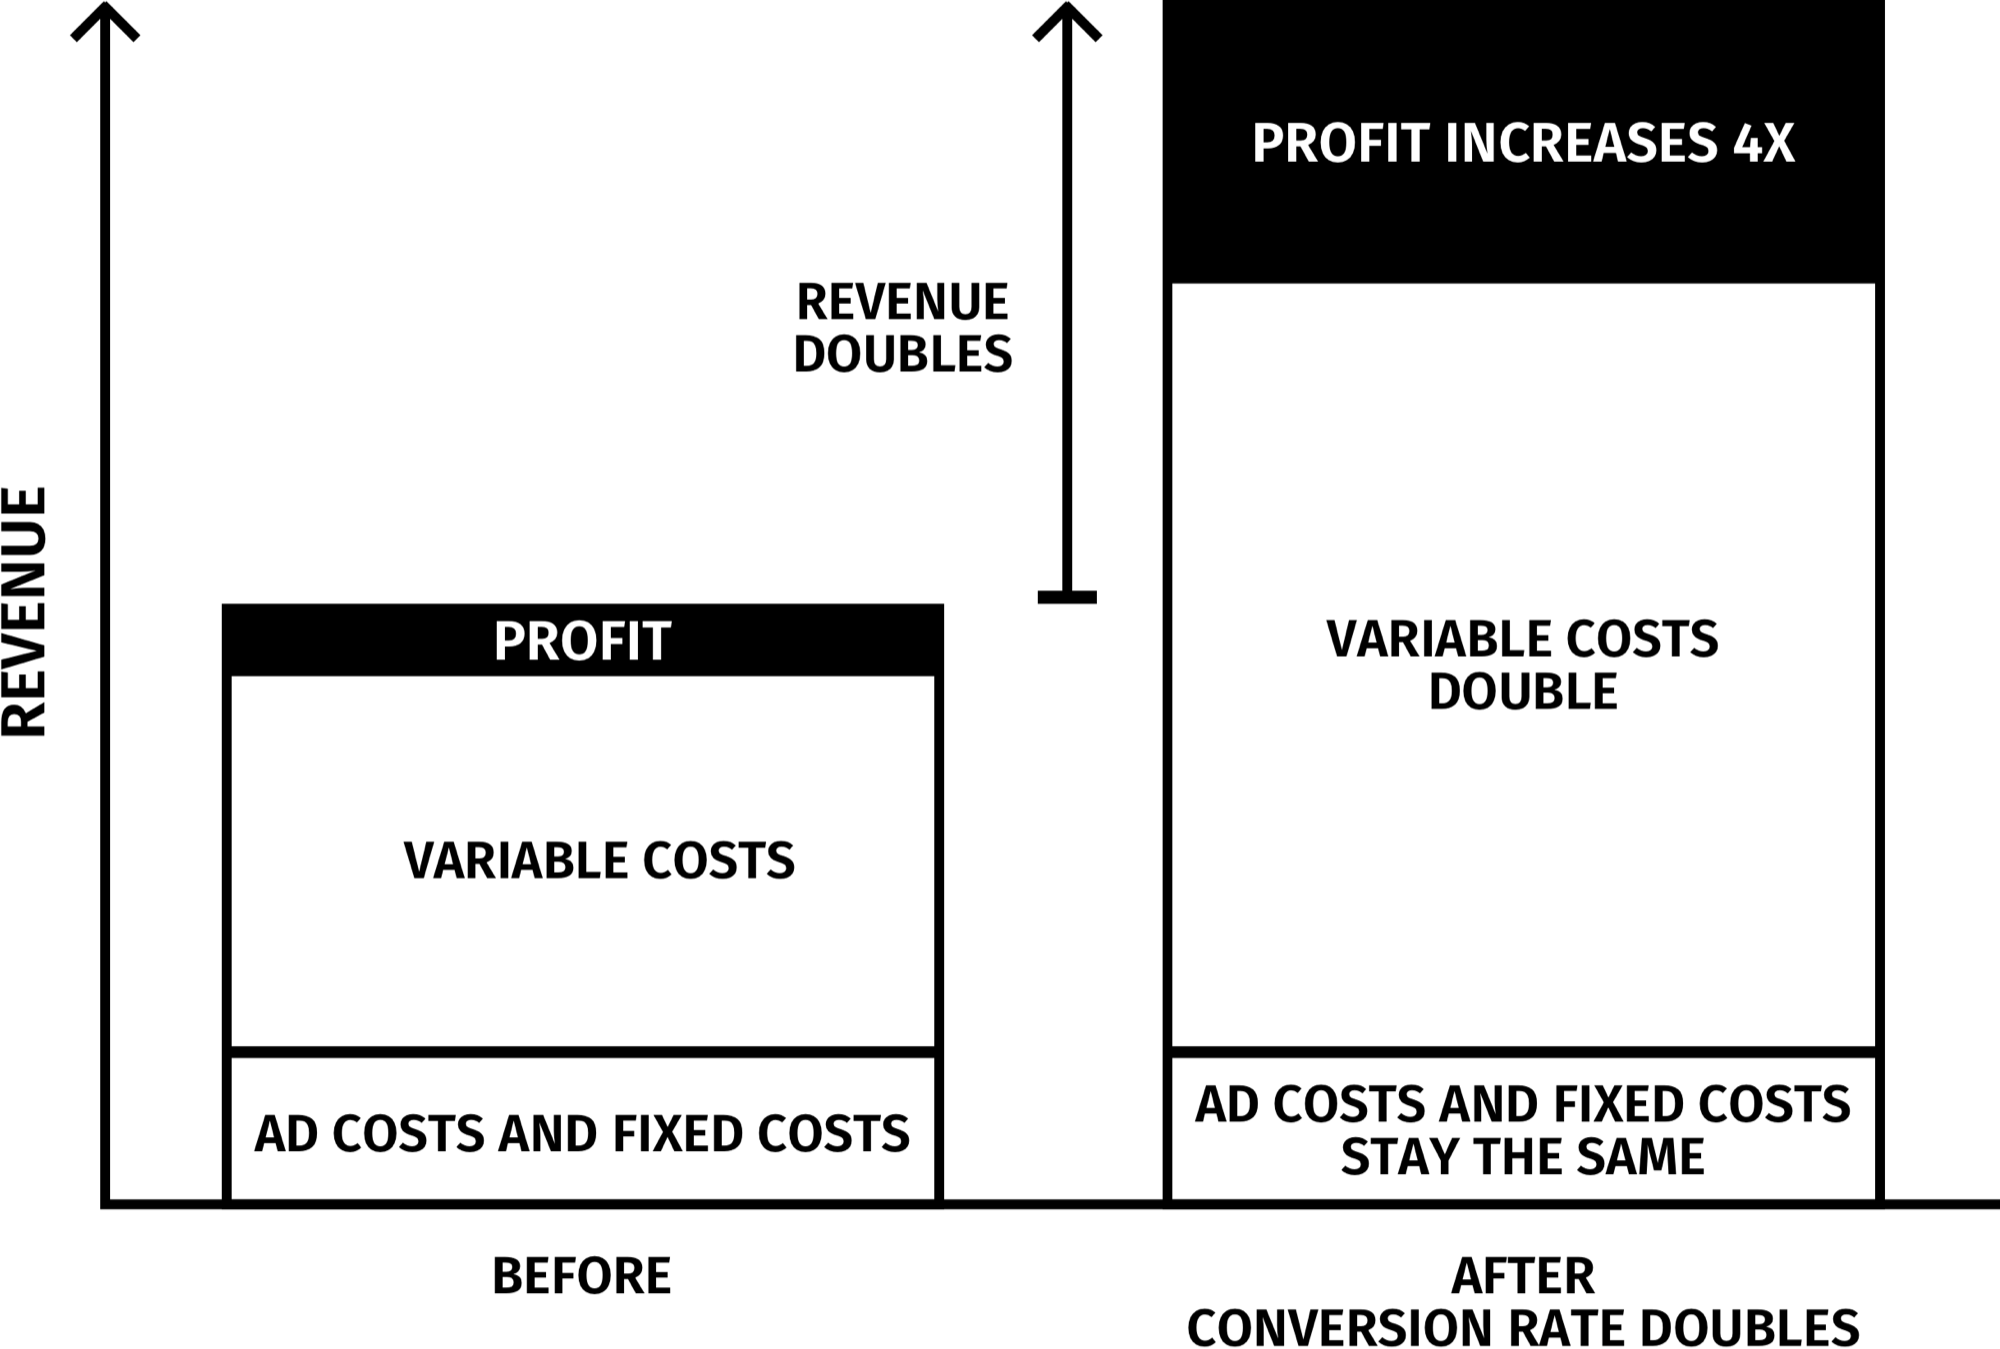 REVENUE
PROFIT
VARIABLE COSTS
AD COSTS AND FIXED COSTS
BEFORE
REVENUE
DOUBLES
PROFIT INCREASES 4X
VARIABLE COSTS
DOUBLE
AD COSTS AND FIXED COSTS
STAY THE SAME
AFTER
CONVERSION RATE DOUBLES